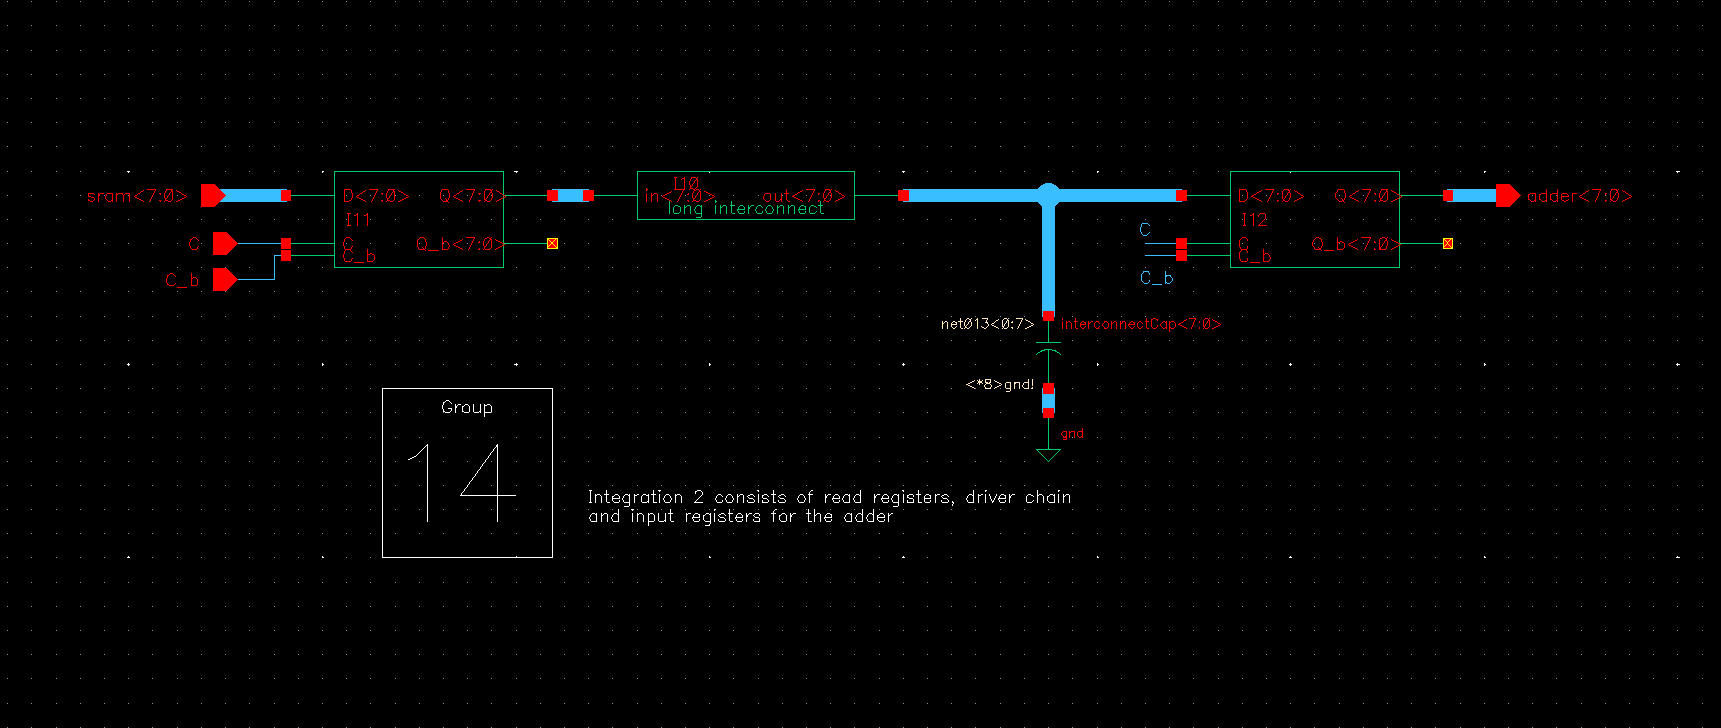 sram<7:0>
C
C_b
D<7:0>
Q<7:0>
I11
C
C_b
Q_b<7:0>
I10
in<7:0>
out<7:0>
long interconnect
D<7:0>
Q<7:0>
I12
C
C_b
Q_b<7:0>
adder<7:0>
C
C_b
net013<0:7>
interconnectCap<7:0>
<*8>gnd!
gnd
Group
14
Integration 2 consists of read registers, driver chain
and input registers for the adder